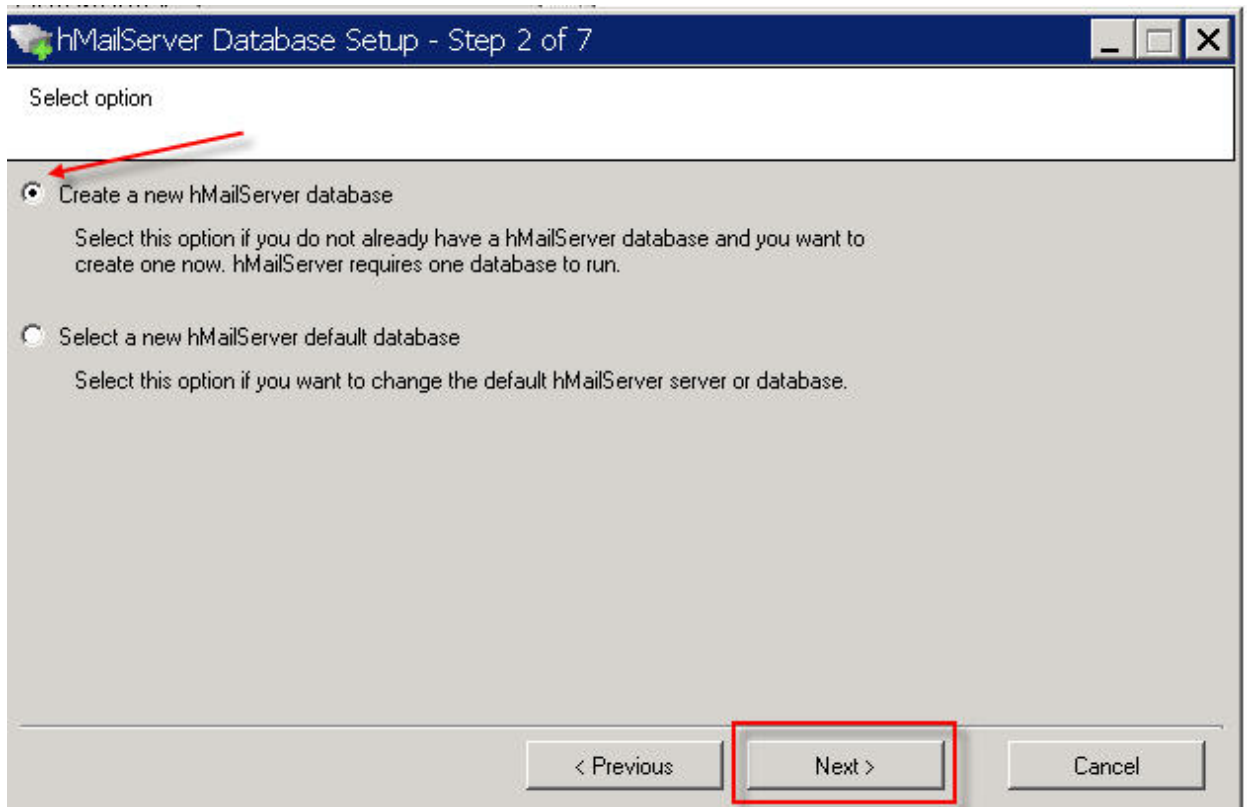 hMailServer Database Setup - Step 2 of 7
Select option
Create a new hMailServer database
Select this option if you do not already have a hMailServer database and you want to
create one now. hMailServer requires one database to run.
Select a new hMailServer default database
Select this option if you want to change the default hMailServer server or database.
< Previous
Next >
Cancel